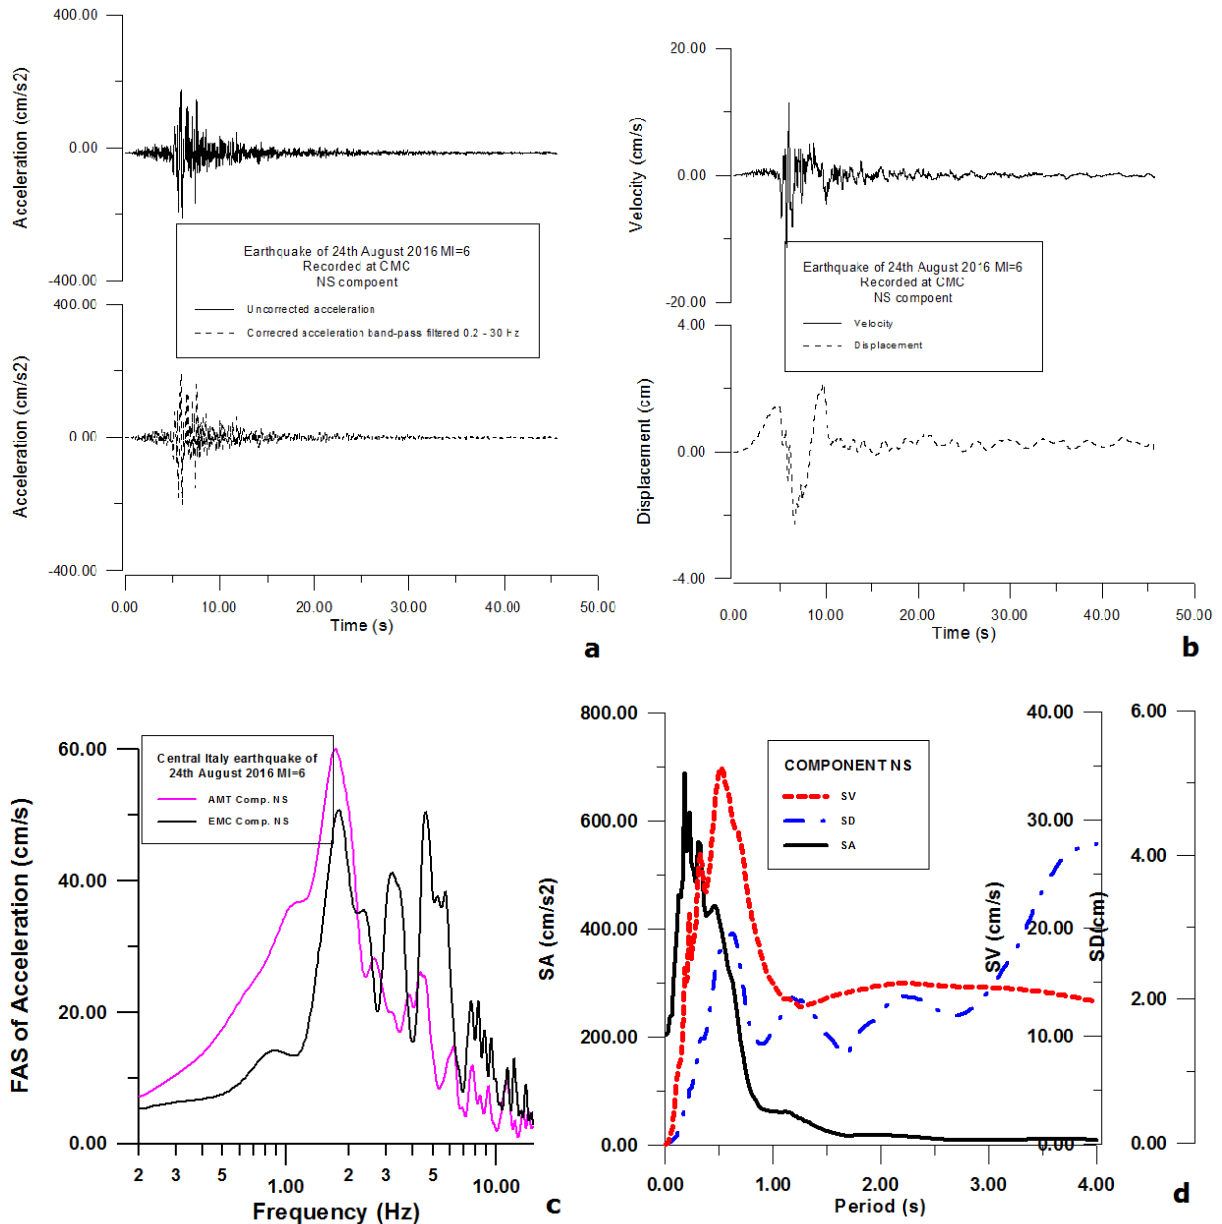 400.00
0.00
-400.00
Acceleration (cm/s2)
Earthquake of 24th August 2016 Ml=6
Recorded at CMC
NS compoent
Uncorrected acceleration
Correcred acceleration band-pass filtered 0.2 - 30 Hz
400.00
0.00
-400.00
Acceleration (cm/s2)
0.00 10.00 20.00 30.00 40.00 50.00
Time (s)
a
20.00
0.00
-20.00
Velocity (cm/s)
Earthquake of 24th August 2016 Ml=6
Recorded at CMC
NS compoent
Velocity
Displacement
4.00
0.00
-4.00
Displacement (cm)
0.00 10.00 20.00 30.00 40.00 50.00
Time (s)
b
60.00
40.00
20.00
0.00
FAS of Acceleration (cm/s)
Central Italy earthquake of
24th August 2016 Ml=6
AMT Comp. NS
EMC Comp. NS
2 3 5 1.00 2 3 5 10.00
Frequency (Hz)
c
800.00
600.00
400.00
200.00
0.00
SA (cm/s2)
COMPONENT NS
SV
SD
SA
40.00
30.00
20.00
10.00
0.00
SV (cm/s)
6.00
4.00
2.00
0.00
SD(cm)
0.00 1.00 2.00 3.00 4.00
Period (s)
d